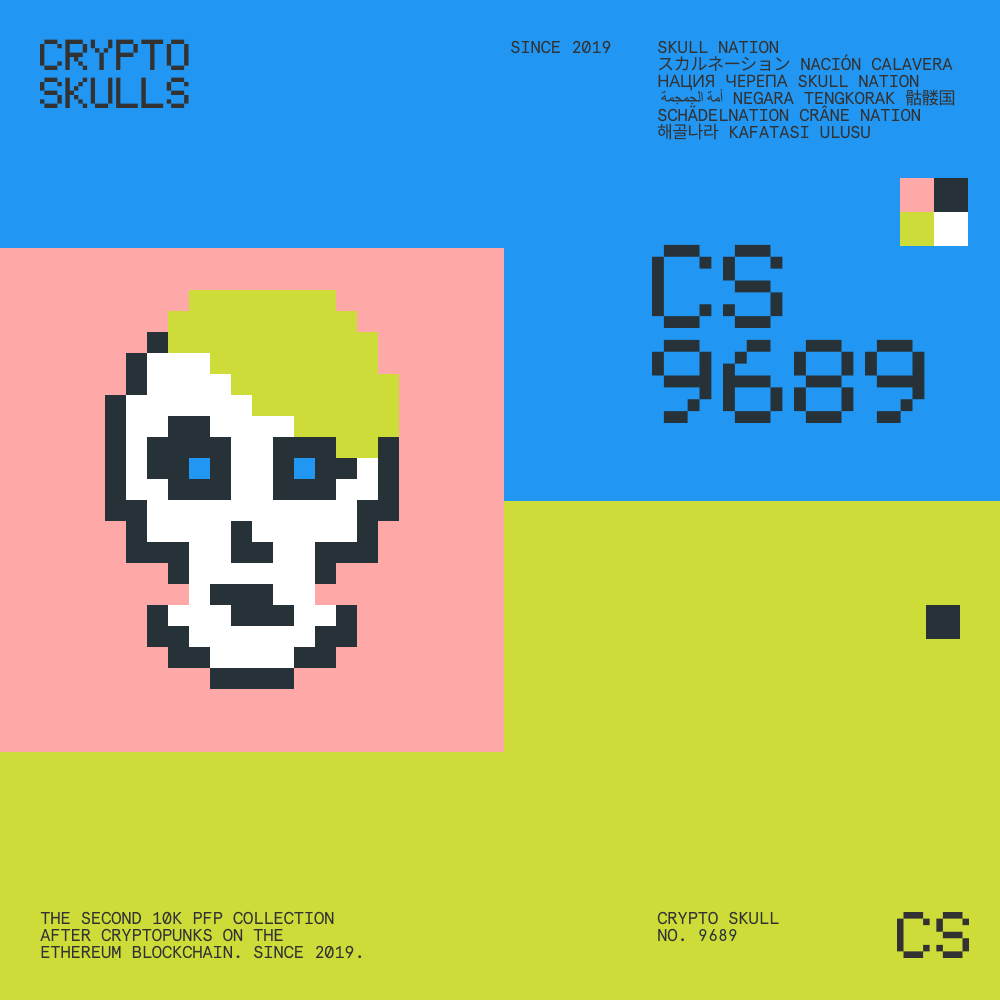 CRYPTO
SKULLS
SINCE 2019
SKULL NATION
スカルネーション NACIÓN CALAVERA
НАЦИЯ ЧЕРЕПА SKULL NATION
أمة الجمجمة NEGARA TENGKORAK 骷髅国
SCHÄDELNATION CRÂNE NATION
해골나라 KAFATASI ULUSU
CS
9689
THE SECOND 10K PFP COLLECTION
AFTER CRYPTOPUNKS ON THE
ETHEREUM BLOCKCHAIN. SINCE 2019.
CRYPTO SKULL
NO. 9689
CS